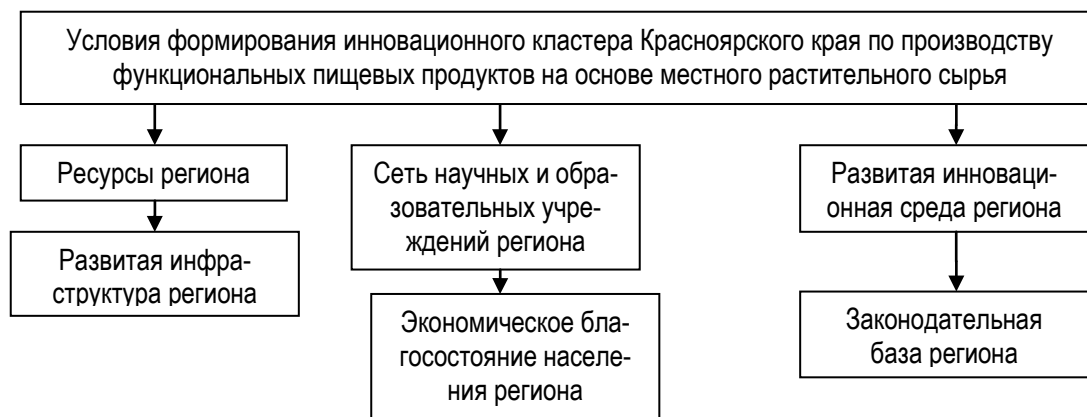 Условия формирования инновационного кластера Красноярского края по производству
функциональных пищевых продуктов на основе местного растительного сырья
Ресурсы региона
Развитая инфра-
структура региона
Сеть научных и обра-
зовательных учре-
ждений региона
Экономическое бла-
госостояние населе-
ния региона
Развитая инноваци-
онная среда региона
Законодательная
база региона